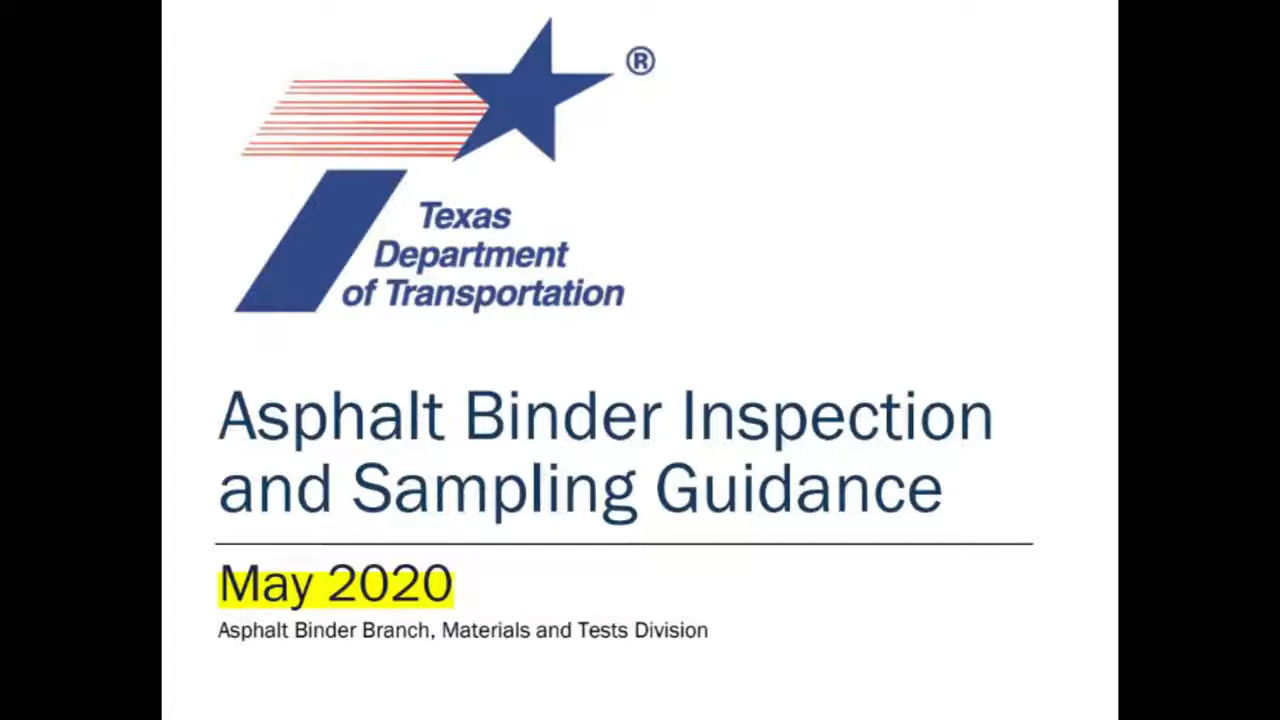 ®
Texas
Department
of Transportation
Asphalt Binder Inspection
and Sampling Guidance
May 2020
Asphalt Binder Branch, Materials and Tests Division